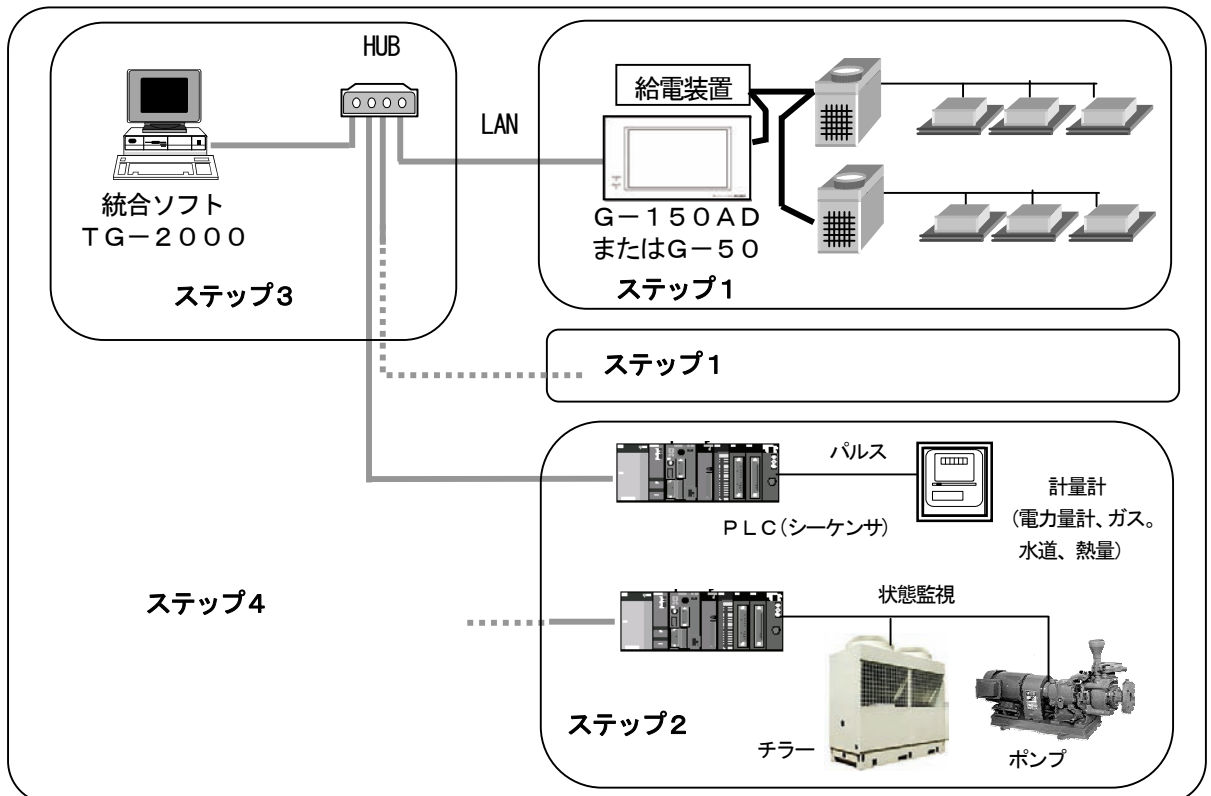 HUB
統合ソフト
TG－2000
ステップ3
LAN
給電装置
G－150AD
またはG－50
ステップ1
ステップ1
パルス
PLC(シーケンサ)
計量計
(電力量計、ガス。
水道、熱量)
ステップ4
状態監視
チラー
ポンプ
ステップ2